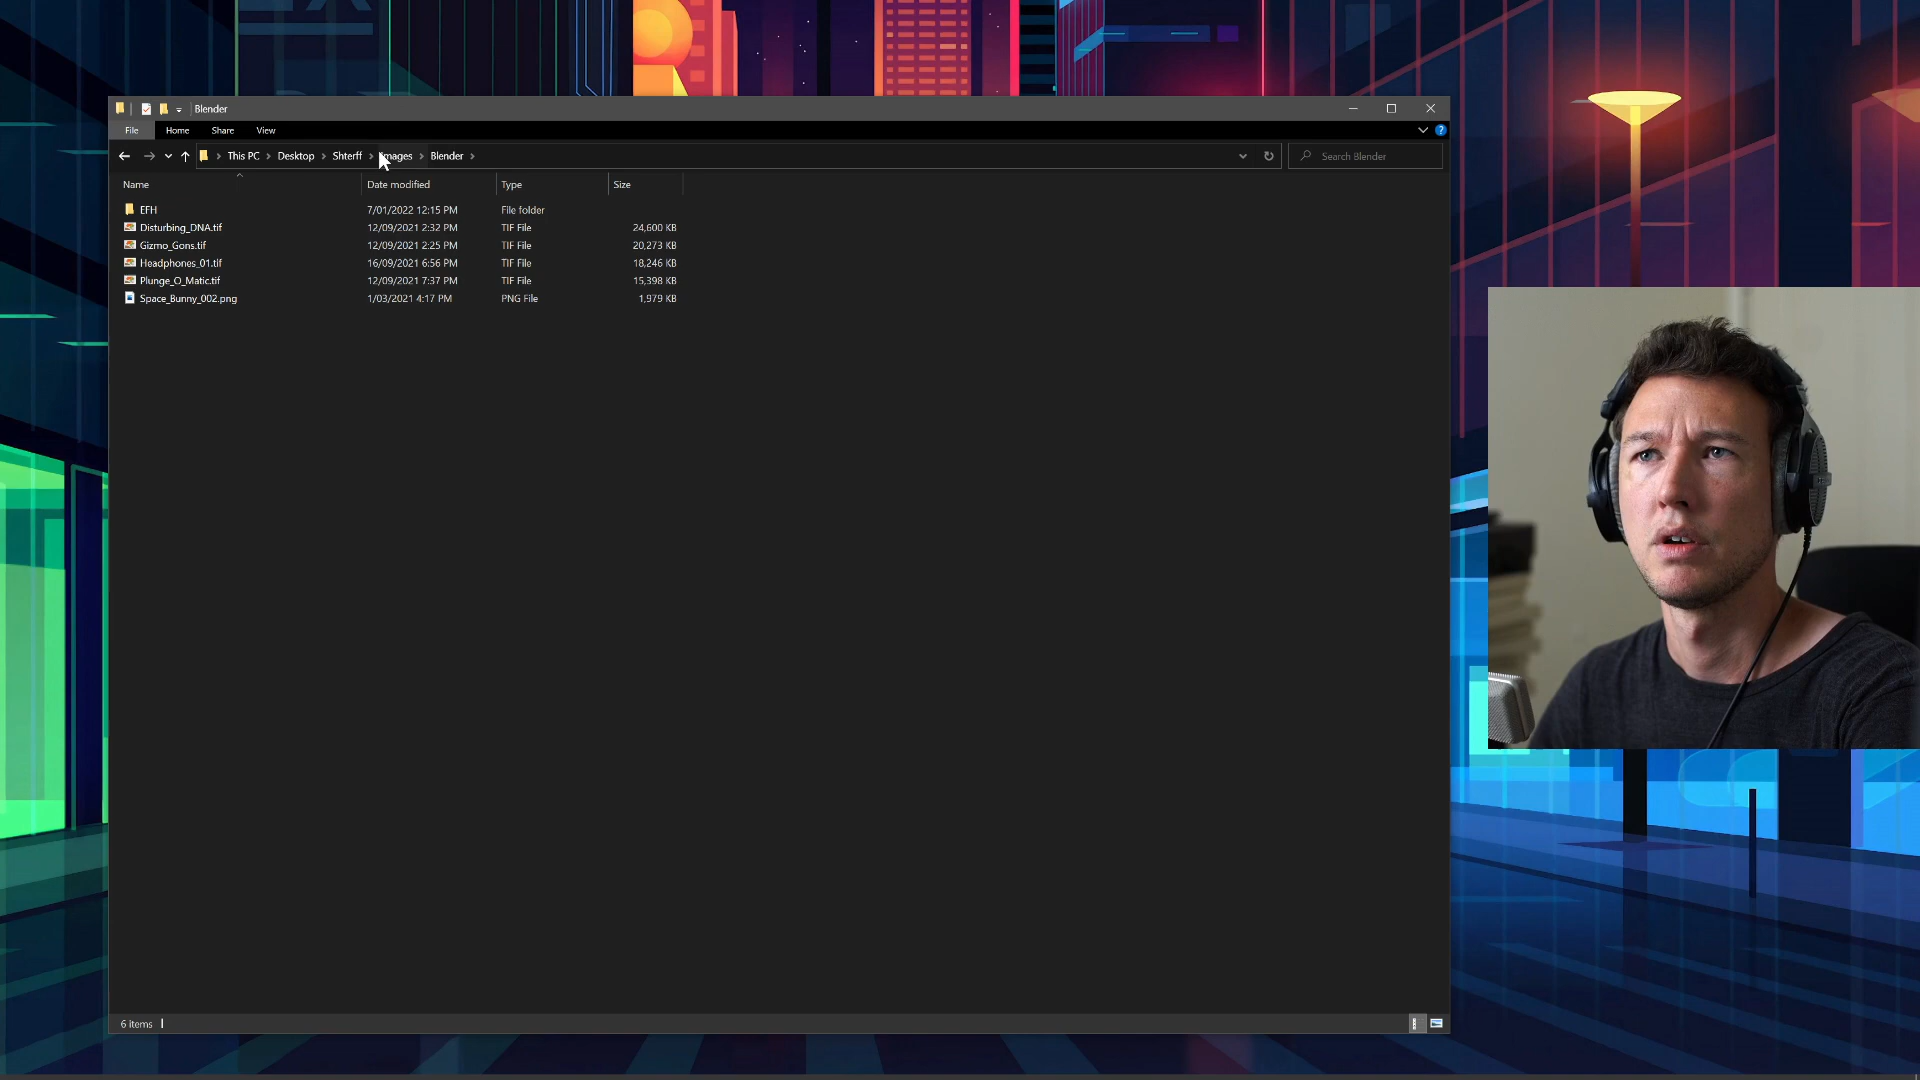 Blender
File Home Share View
This PC Desktop Shterff Images Blender
Search Blender
Name Date modified Type Size
EFH 7/01/2022 12:15 PM File folder
Disturbing_DNA.tif 12/09/2021 2:32 PM TIF File 24,600 KB
Gizmo_Gons.tif 12/09/2021 2:25 PM TIF File 20,273 KB
Headphones_01.tif 16/09/2021 6:56 PM TIF File 18,246 KB
Plunge_O_Matic.tif 12/09/2021 7:37 PM TIF File 15,398 KB
Space_Bunny_002.png 1/03/2021 4:17 PM PNG File 1,979 KB
6 items